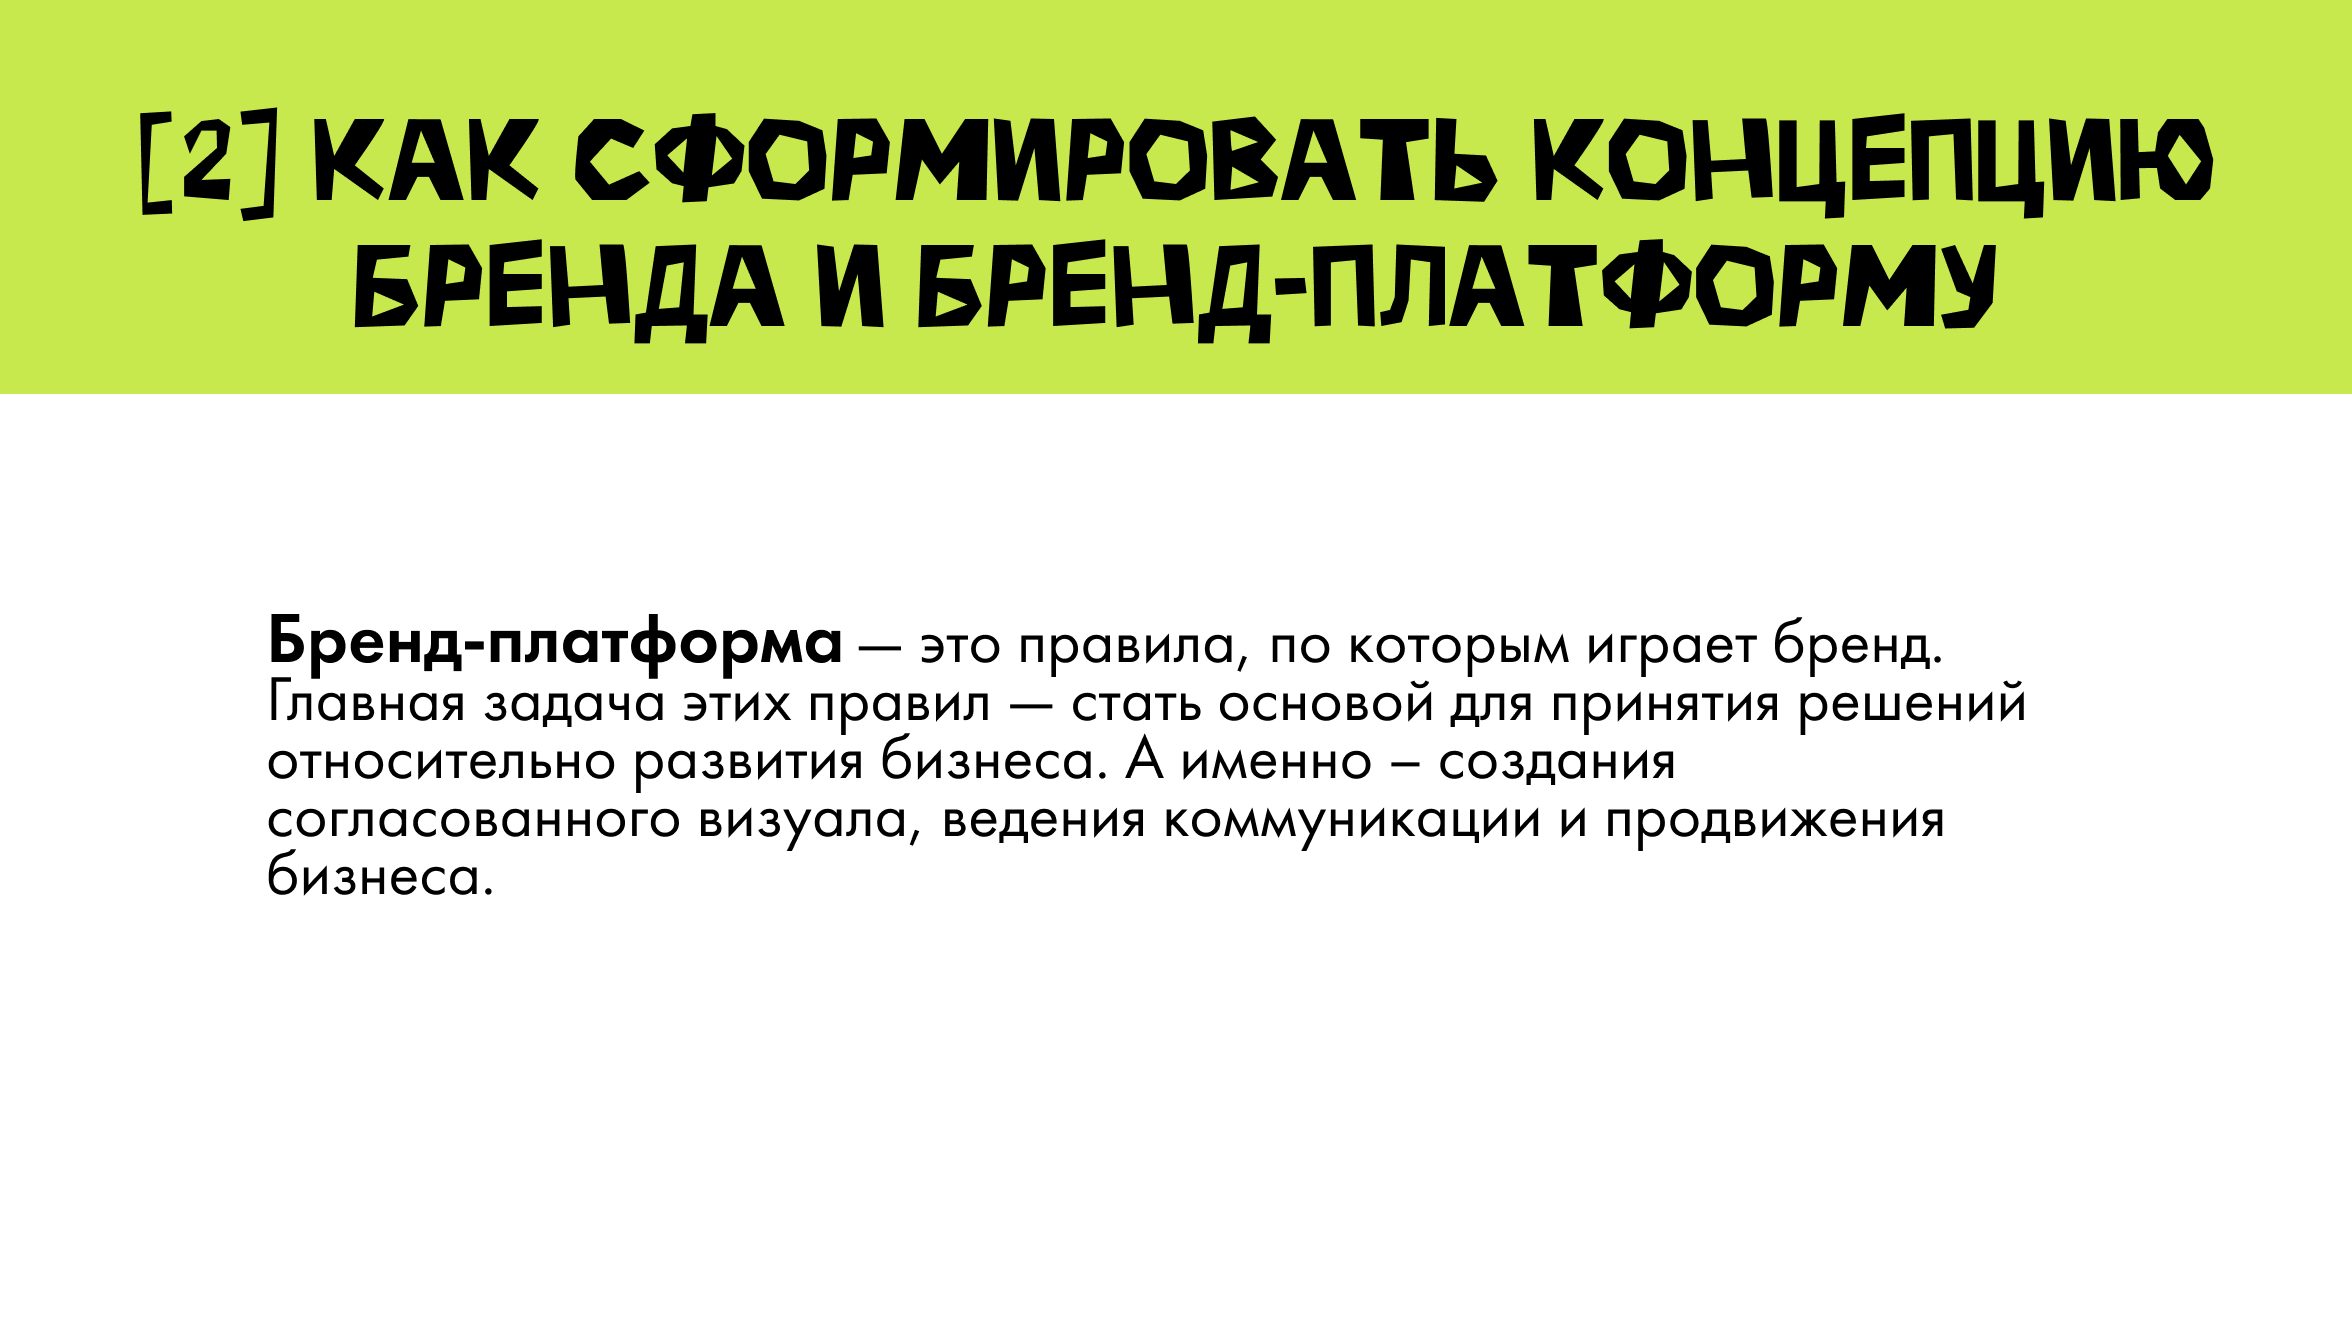 [2] КАК СФОРМИРОВАТЬ КОНЦЕПЦИЮ
БРЕНДА И БРЕНД-ПЛАТФОРМУ
Бренд-платформа — это правила, по которым играет бренд.
Главная задача этих правил — стать основой для принятия решений
относительно развития бизнеса. А именно – создания
согласованного визуала, ведения коммуникации и продвижения
бизнеса.